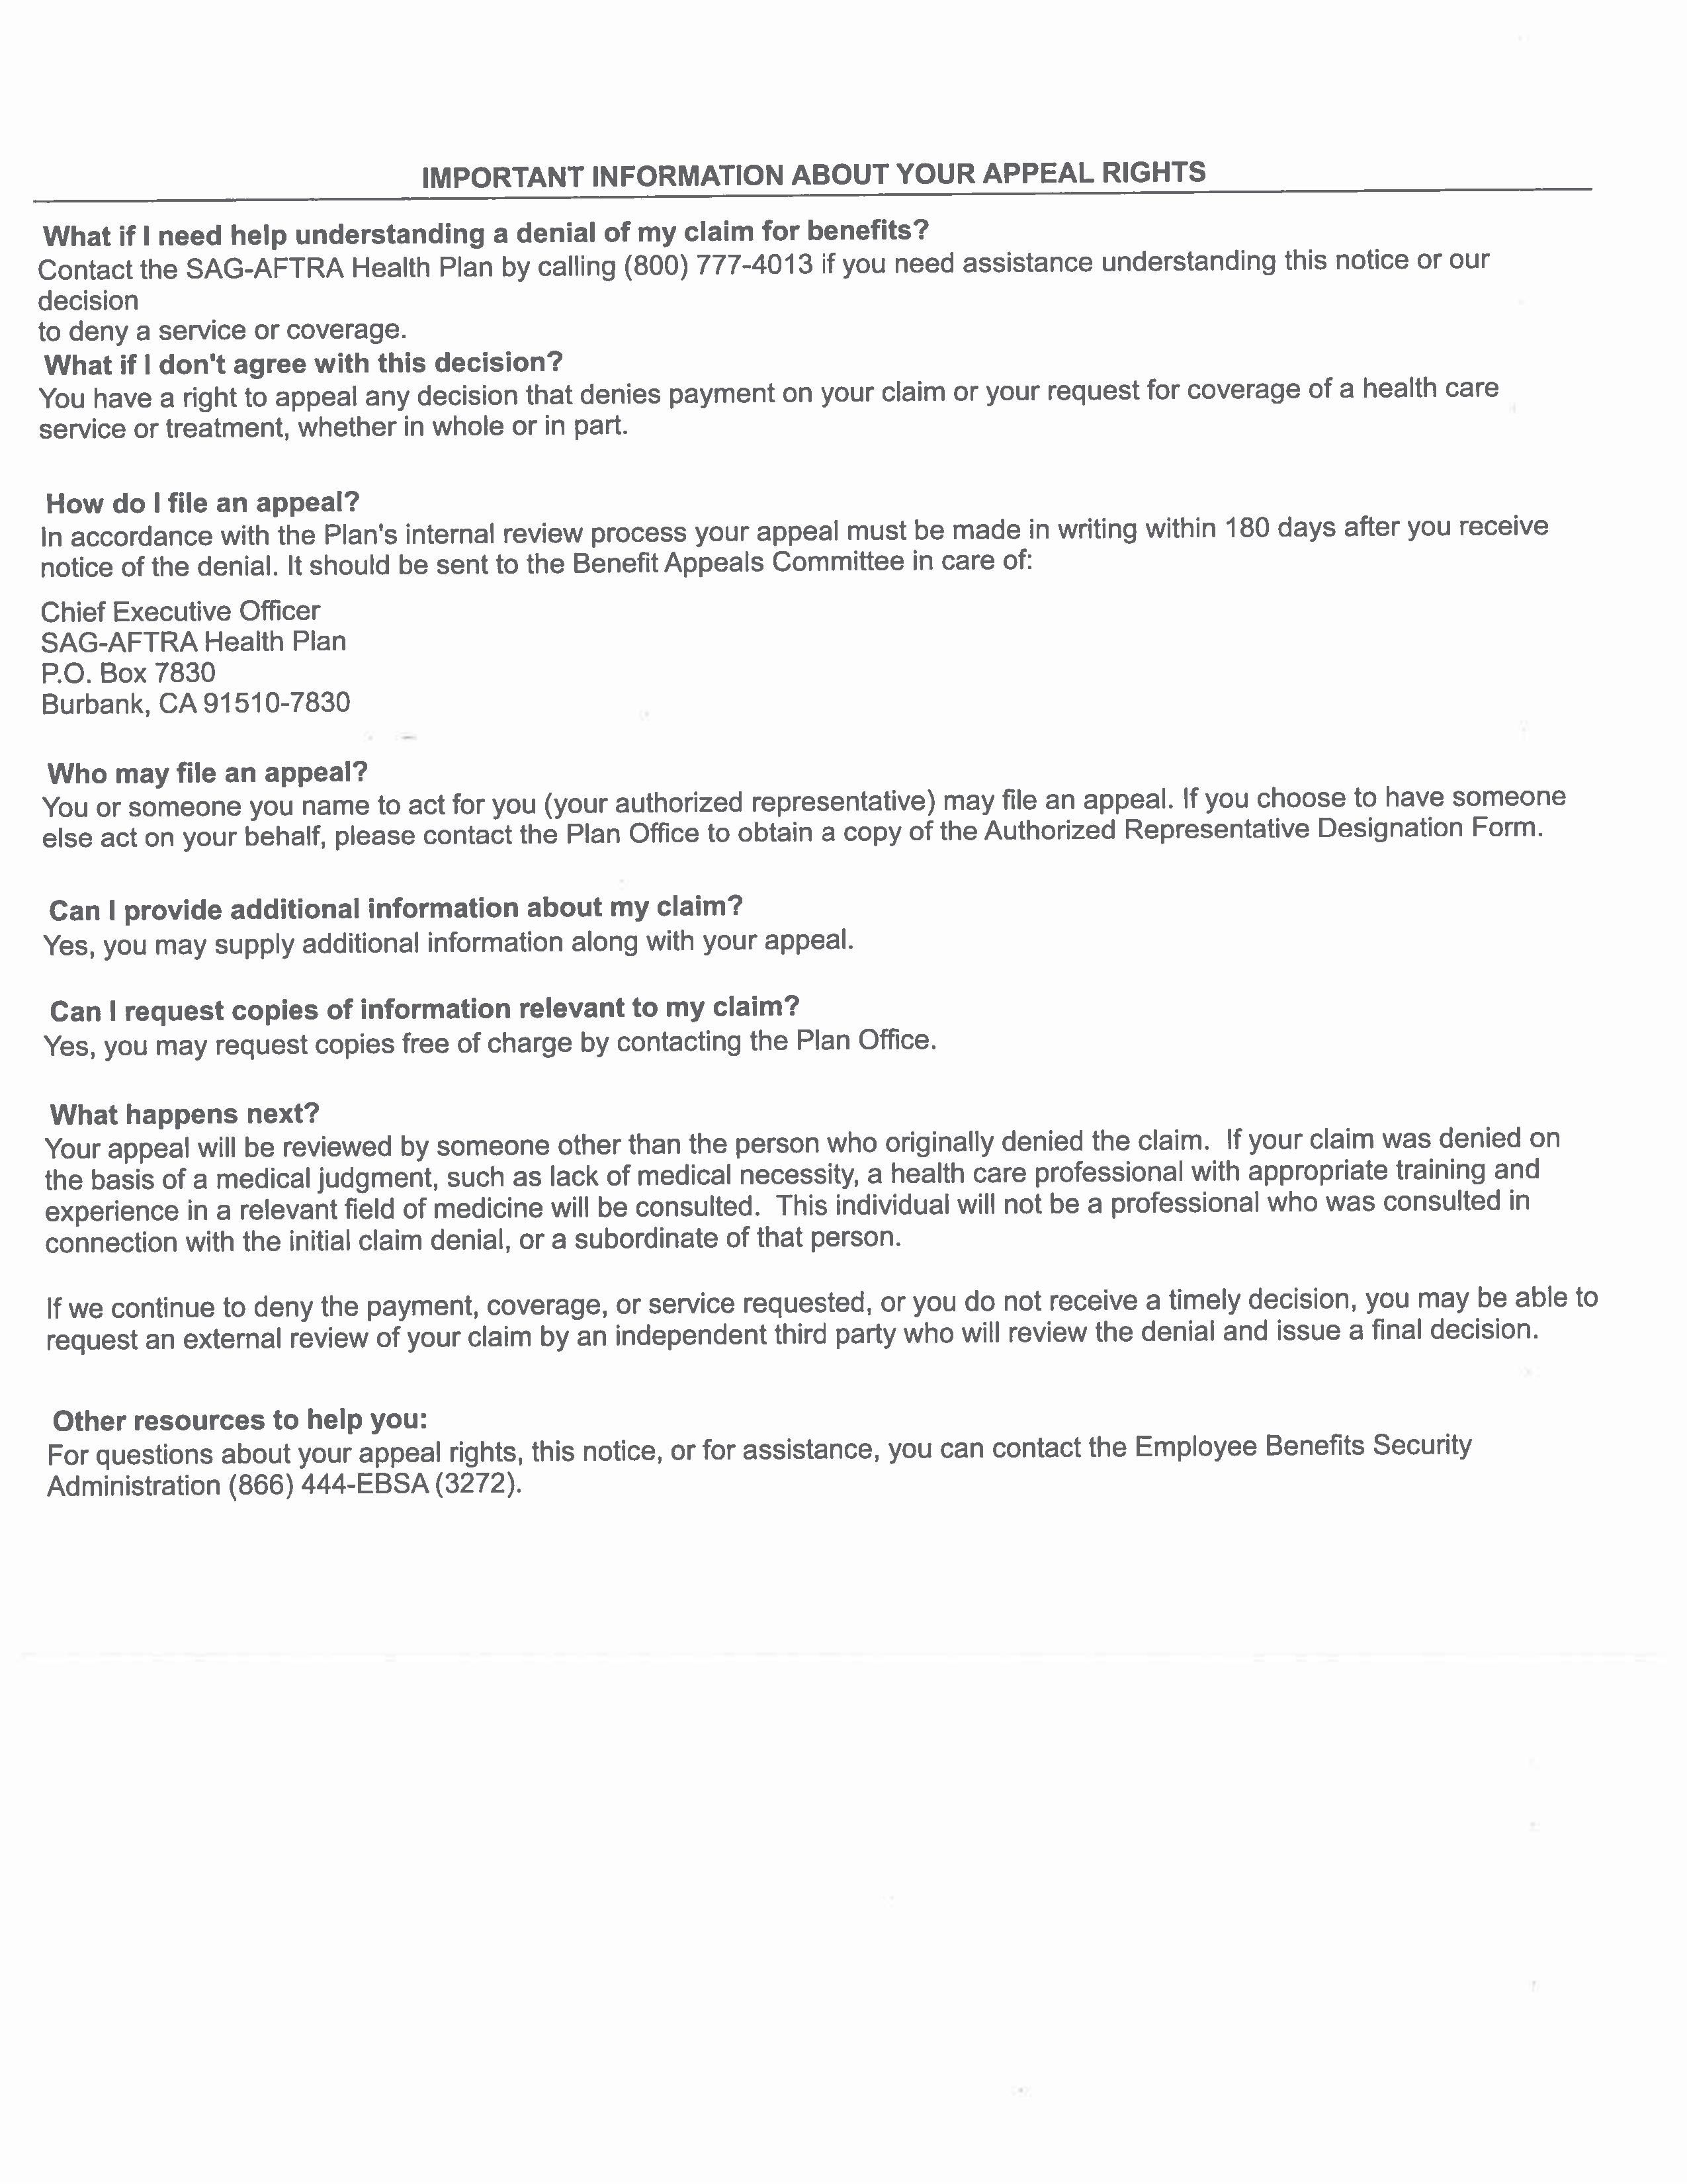 IMPORTANT INFORMATION ABOUT YOUR APPEAL RIGHTS
What if I need help understanding a denial of my claim for benefits?
Contact the SAG-AFTRA Health Plan by calling (800) 777-4013 if you need assistance understanding this notice or our
decision
to deny a service or coverage.
What if I don't agree with this decision?
You have a right to appeal any decision that denies payment on your claim or your request for coverage of a health care
service or treatment, whether in whole or in part.
How do I file an appeal?
In accordance with the Plan's internal review process your appeal must be made in writing within 180 days after you receive
notice of the denial. It should be sent to the Benefit Appeals Committee in care of:
Chief Executive Officer
SAG-AFTRA Health Plan
P.O. Box 7830
Burbank, CA 91510-7830
Who may file an appeal?
You or someone you name to act for you (your authorized representative) may file an appeal. If you choose to have someone
else act on your behalf, please contact the Plan Office to obtain a copy of the Authorized Representative Designation Form.
Can I provide additional information about my claim?
Yes, you may supply additional information along with your appeal.
Can I request copies of information relevant to my claim?
Yes, you may request copies free of charge by contacting the Plan Office.
What happens next?
Your appeal will be reviewed by someone other than the person who originally denied the claim. If your claim was denied on
the basis of a medical judgment, such as lack of medical necessity, a health care professional with appropriate training and
experience in a relevant field of medicine will be consulted. This individual will not be a professional who was consulted in
connection with the initial claim denial, or a subordinate of that person.
If we continue to deny the payment, coverage, or service requested, or you do not receive a timely decision, you may be able to
request an external review of your claim by an independent third party who will review the denial and issue a final decision.
Other resources to help you:
For questions about your appeal rights, this notice, or for assistance, you can contact the Employee Benefits Security
Administration (866) 444-EBSA (3272).